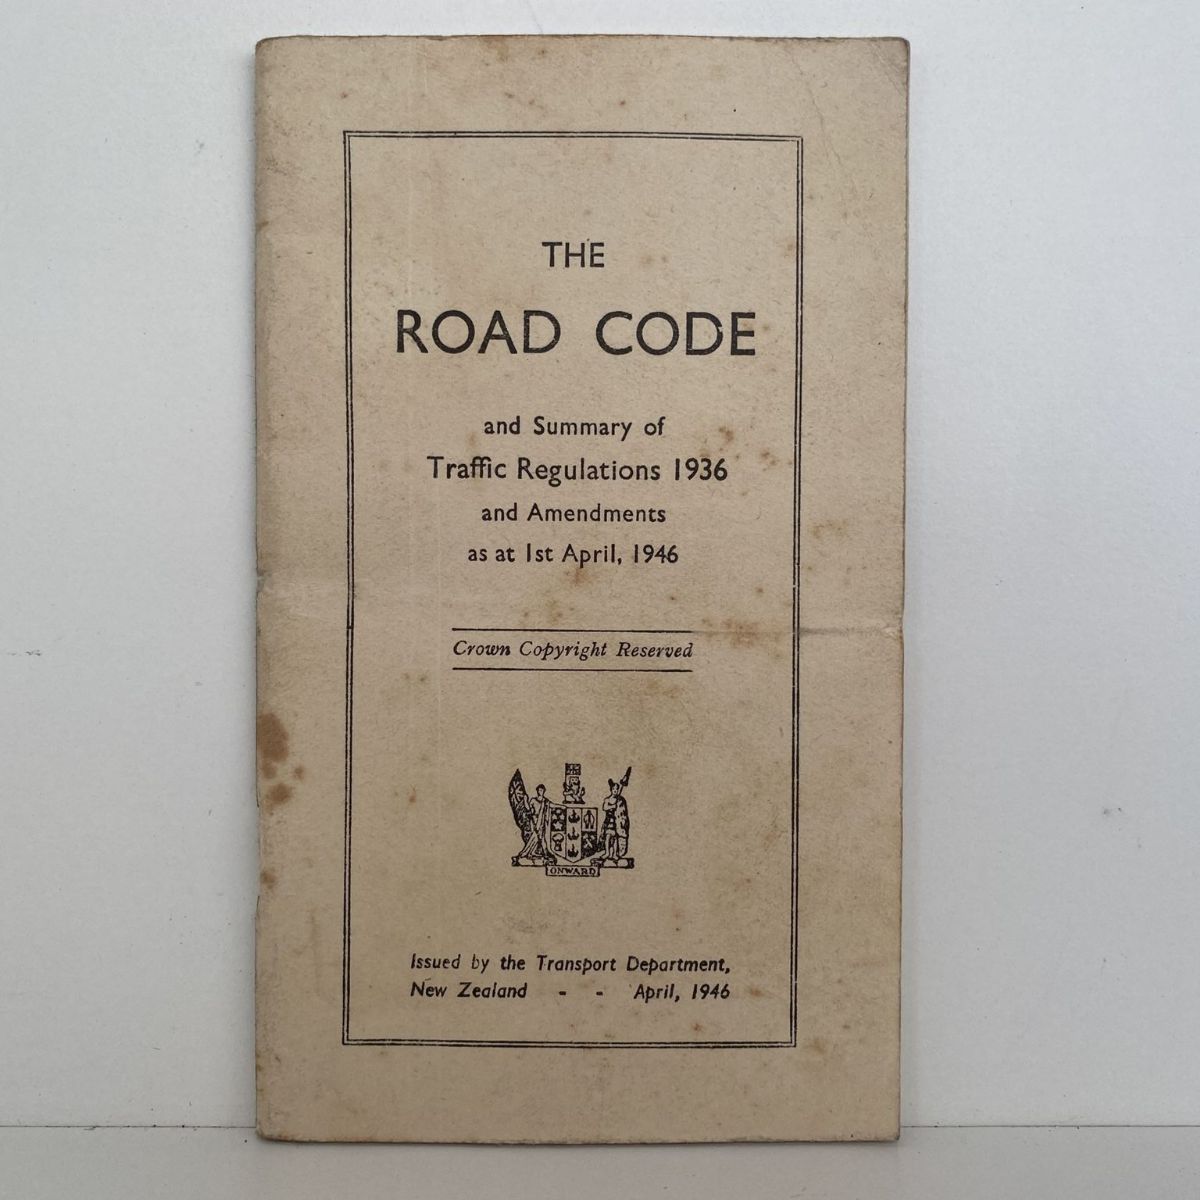 THE
ROAD CODE
and Summary of
Traffic Regulations 1936
and Amendments
as at 1st April, 1946
Crown Copyright Reserved
ONWARD
Issued by the Transport Department,
New Zealand - - April, 1946